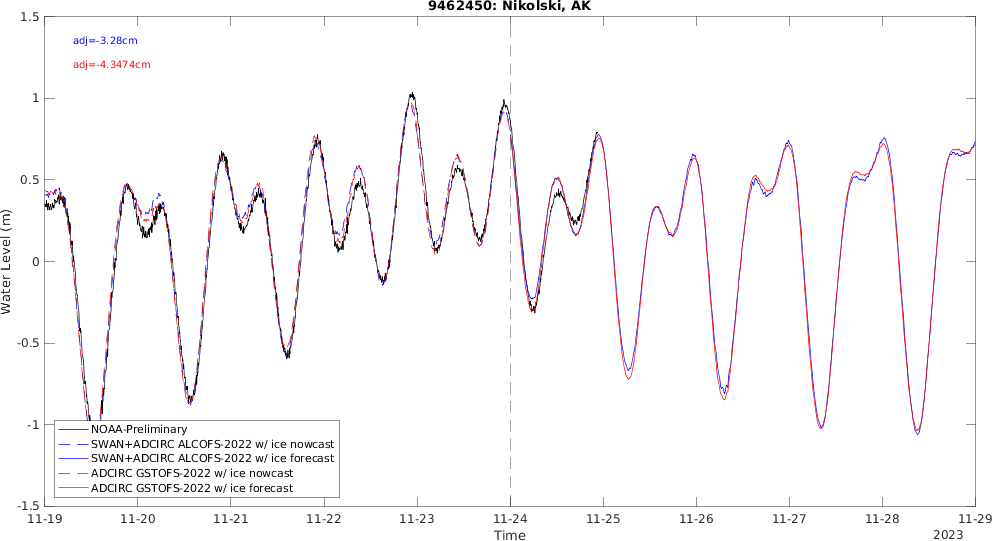 9462450: Nikolski, AK
adj=-3.28cm
adj=-4.3474cm
Water Level (m)
1.5
1
0.5
0
-0.5
-1
-1.5
NOAA-Preliminary
SWAN+ADCIRC ALCOFS-2022 w/ ice nowcast
SWAN+ADCIRC ALCOFS-2022 w/ ice forecast
ADCIRC GSTOFS-2022 w/ ice nowcast
ADCIRC GSTOFS-2022 w/ ice forecast
11-19 11-20 11-21 11-22 11-23 11-24 11-25 11-26 11-27 11-28 11-29
Time
2023